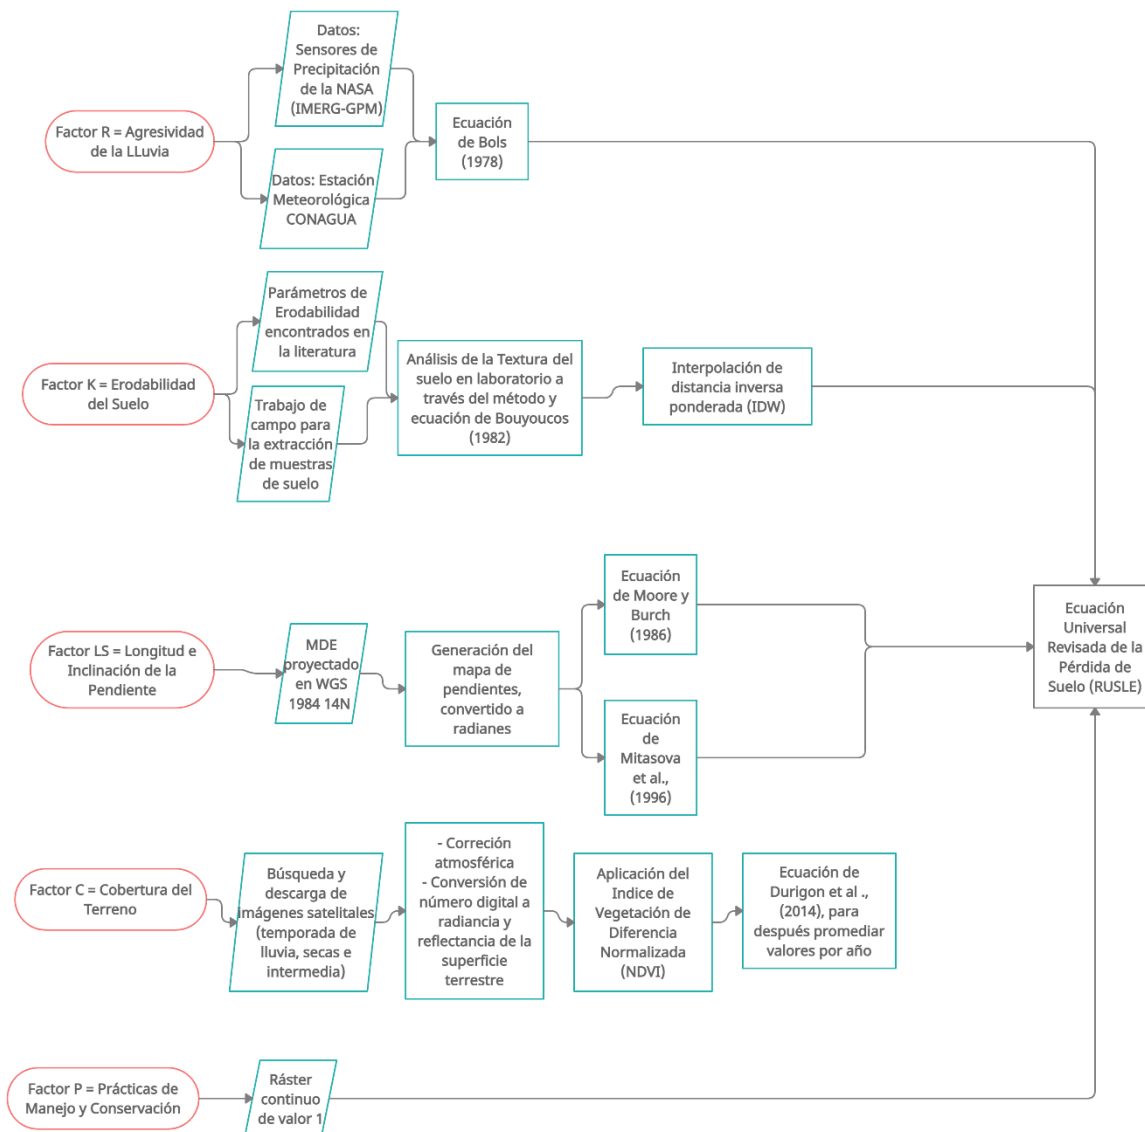 Factor R = Agresividad
de la LLuvia
Datos:
Sensores de
Precipitación
de la NASA
(IMERG-GPM)
Datos: Estación
Meteorológica
CONAGUA
Ecuación
de Bols
(1978)
Factor K = Erodabilidad
del Suelo
Parámetros de
Erodabilidad
encontrados en
la literatura
Trabajo de
campo para
la extracción
de muestras
de suelo
Análisis de la Textura del
suelo en laboratorio a
través del método y
ecuación de Bouyoucos
(1982)
Interpolación de
distancia inversa
ponderada (IDW)
Factor LS = Longitud e
Inclinación de la
Pendiente
MDE
proyectado
en WGS
1984 14N
Generación del
mapa de
pendientes,
convertido a
radianes
Ecuación
de Moore y
Burch
(1986)
Ecuación
de
Mitasova
et al.,
(1996)
Ecuación
Universal
Revisada de la
Pérdida de
Suelo (RUSLE)
Factor C = Cobertura del
Terreno
Búsqueda y
descarga de
imágenes satelitales
(temporada de
lluvia, secas e
intermedia)
- Correción
atmosférica
- Conversión de
número digital a
radiancia y
reflectancia de la
superficie
terrestre
Aplicación del
Indice de
Vegetación de
Diferencia
Normalizada
(NDVI)
Ecuación de
Durigon et al .,
(2014), para
después promediar
valores por año
Factor P = Prácticas de
Manejo y Conservación
Ráster
continuo
de valor 1